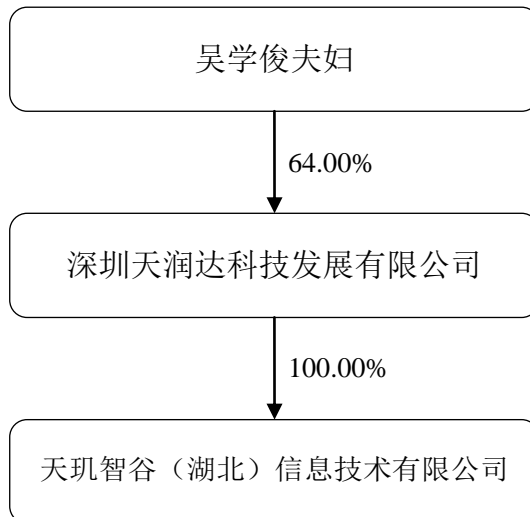 吴学俊夫妇
64.00%
深圳天润达科技发展有限公司
100.00%
天玑智谷（湖北）信息技术有限公司